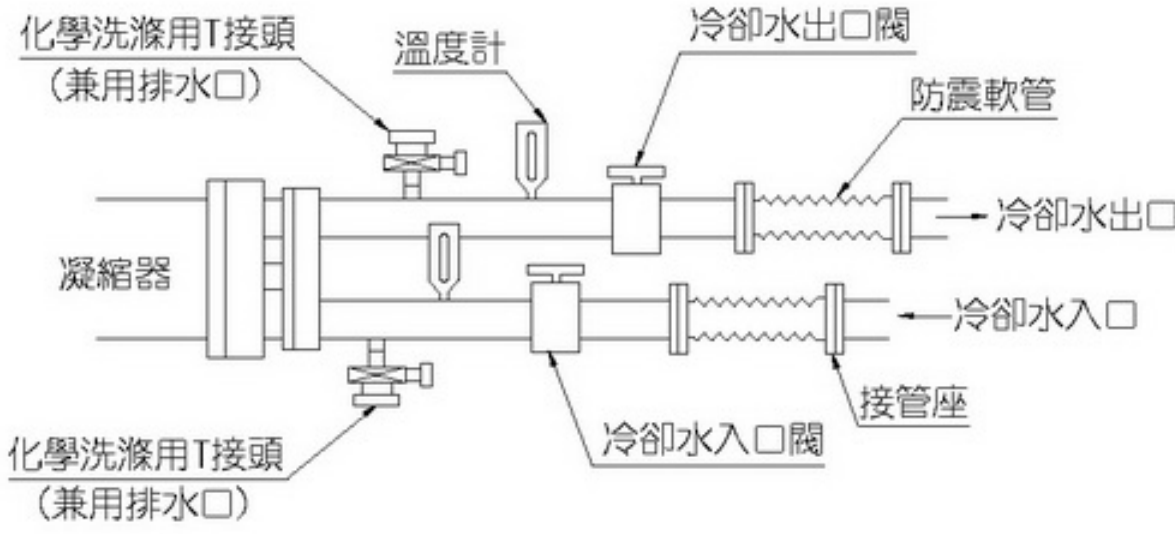 化學洗滌用T接頭
(兼用排水口)
溫度計
冷卻水出口閥
防震軟管
冷卻水出口
凝縮器
冷卻水入口
接管座
冷卻水入口閥
化學洗滌用T接頭
(兼用排水口)